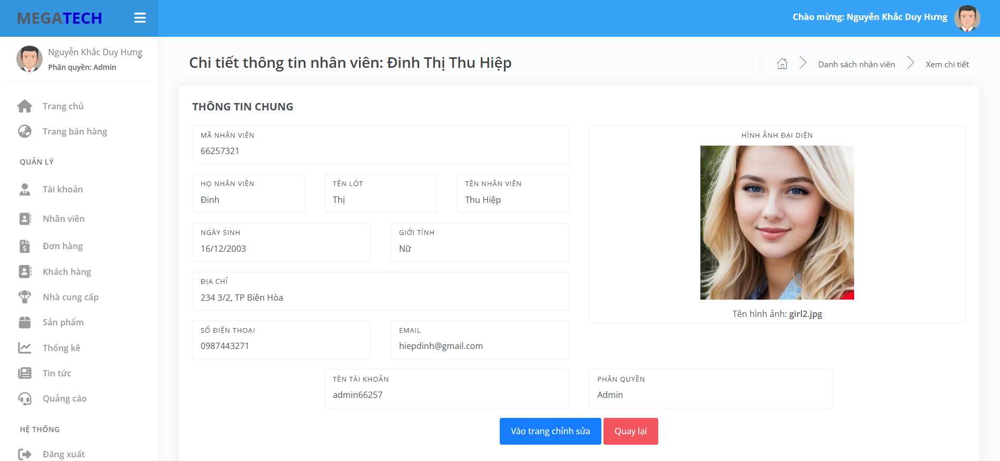 MEGATECH
Chào mừng: Nguyễn Khắc Duy Hưng
Nguyễn Khắc Duy Hưng
Phân quyền: Admin
Trang chủ
Trang bán hàng
QUẢN LÝ
Tài khoản
Nhân viên
Đơn hàng
Khách hàng
Nhà cung cấp
Sản phẩm
Thống kê
Tin tức
Quảng cáo
HỆ THỐNG
Đăng xuất
Chi tiết thông tin nhân viên: Đinh Thị Thu Hiệp
Danh sách nhân viên
Xem chi tiết
THÔNG TIN CHUNG
MÃ NHÂN VIÊN
66257321
HỌ NHÂN VIÊN
Đinh
TÊN LÓT
Thị
TÊN NHÂN VIÊN
Thu Hiệp
NGÀY SINH
16/12/2003
GIỚI TÍNH
Nữ
ĐỊA CHỈ
234 3/2, TP Biên Hòa
SỐ ĐIỆN THOẠI
0987443271
EMAIL
hiepdinh@gmail.com
HÌNH ẢNH ĐẠI DIỆN
Tên hình ảnh: girl2.jpg
TÊN TÀI KHOẢN
admin66257
PHÂN QUYỀN
Admin
Vào trang chỉnh sửa
Quay lại